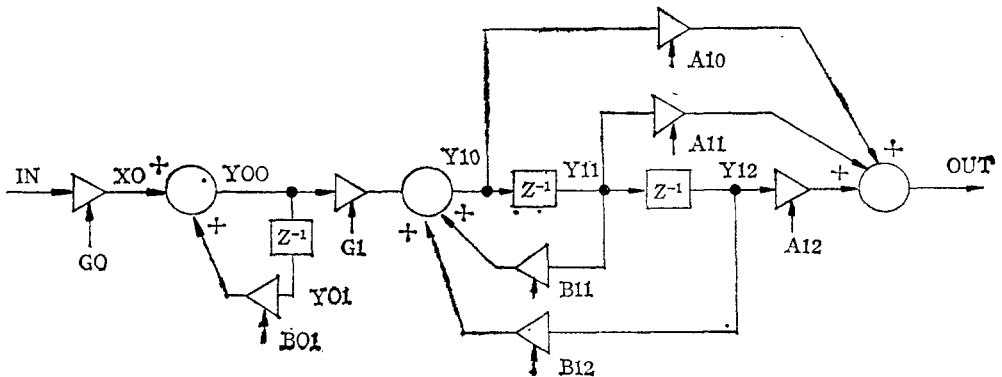 A10
A11
Y10
Y11
Y12
OUT
IN
X0
+
Y00
Z⁻¹
Z⁻¹
+
+
+
G0
+
Z⁻¹
G1
+
+
A12
Y01
B11
B01
B12